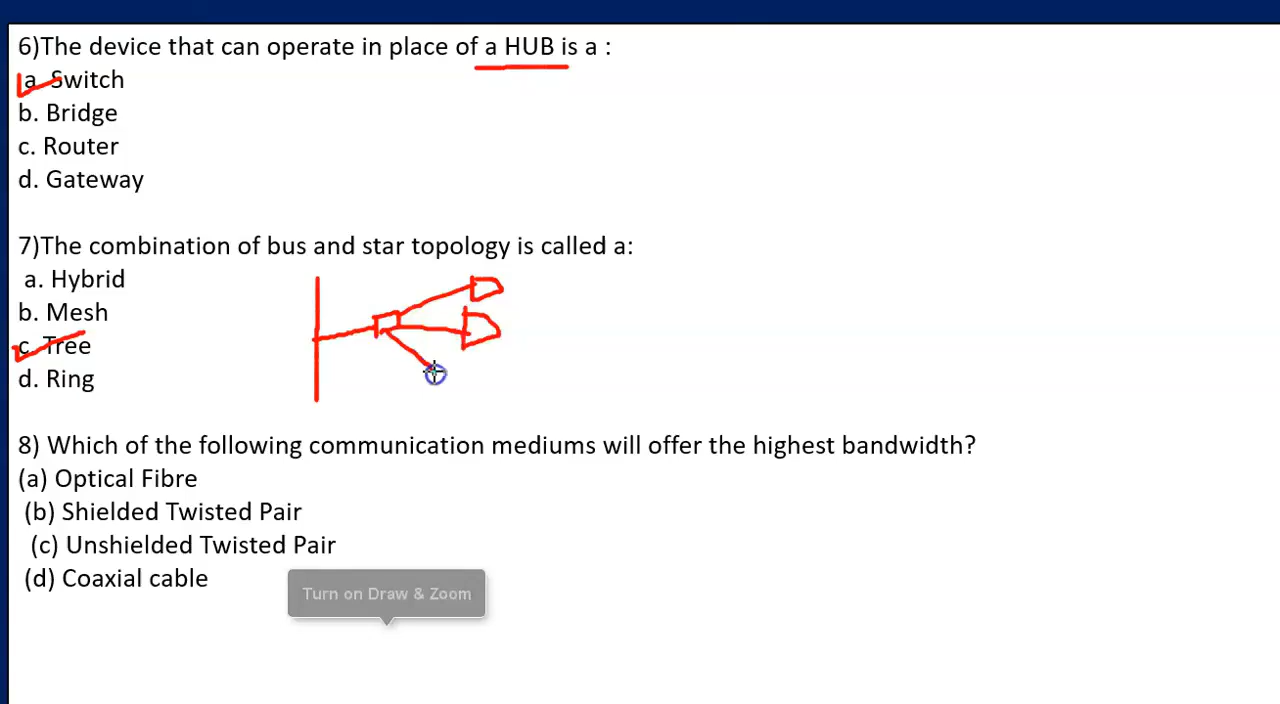 6)The device that can operate in place of a HUB is a :
a. Switch
b. Bridge
c. Router
d. Gateway
7)The combination of bus and star topology is called a:
a. Hybrid
b. Mesh
c. Tree
d. Ring
8) Which of the following communication mediums will offer the highest bandwidth?
(a) Optical Fibre
(b) Shielded Twisted Pair
(c) Unshielded Twisted Pair
(d) Coaxial cable
Turn on Draw & Zoom